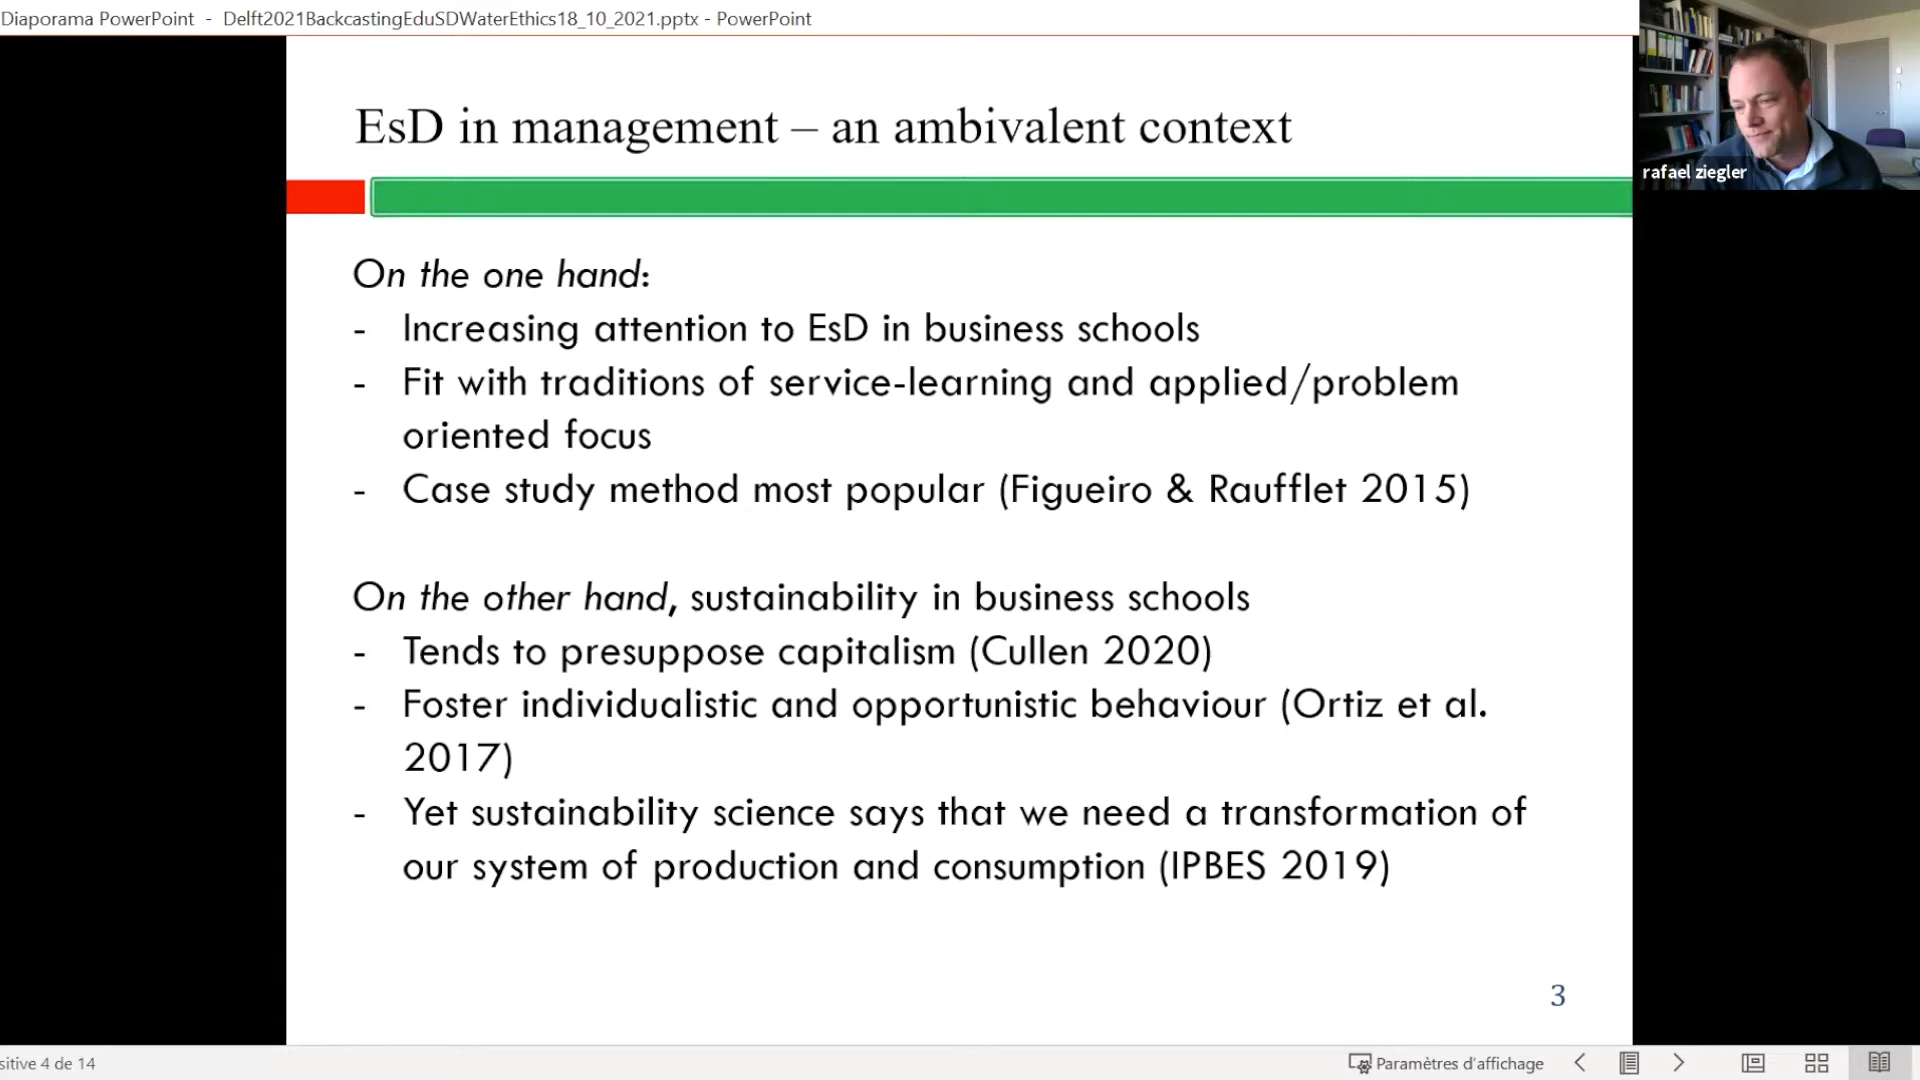 Diaporama PowerPoint - Delft2021BackcastingEduSDWaterEthics18_10_2021.pptx - PowerPoint
rafael ziegler
EsD in management – an ambivalent context
On the one hand:
- Increasing attention to EsD in business schools
- Fit with traditions of service-learning and applied/problem
oriented focus
- Case study method most popular (Figueiro & Raufflet 2015)
On the other hand, sustainability in business schools
- Tends to presuppose capitalism (Cullen 2020)
- Foster individualistic and opportunistic behaviour (Ortiz et al.
2017)
- Yet sustainability science says that we need a transformation of
our system of production and consumption (IPBES 2019)
3
sitive 4 de 14
Paramètres d'affichage